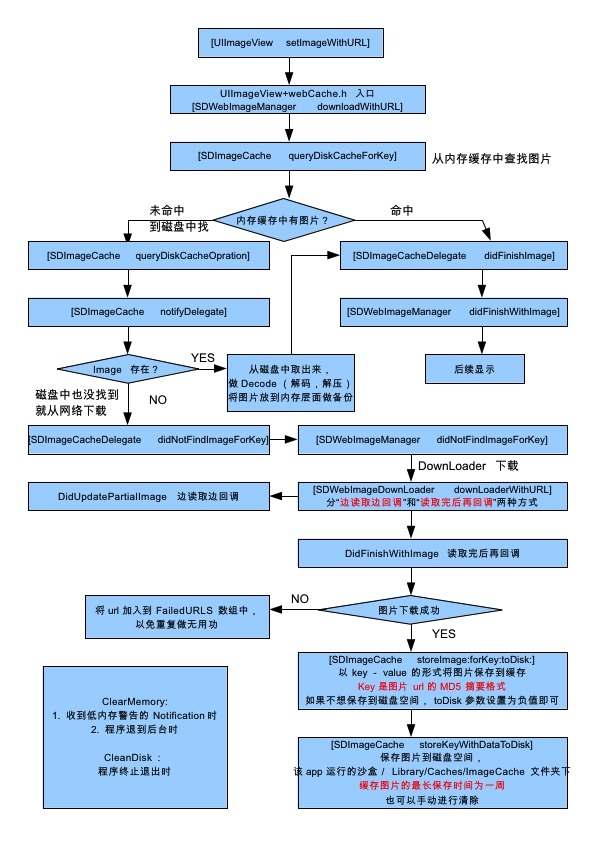 [UIImageView setImageWithURL]
UIImageView+webCache.h 入口
[SDWebImageManager downloadWithURL]
[SDImageCache queryDiskCacheForKey]
从内存缓存中查找图片
内存缓存中有图片？
未命中
到磁盘中找
命中
[SDImageCache queryDiskCacheOpration]
[SDImageCacheDelegate didFinishImage]
[SDImageCache notifyDelegate]
[SDWebImageManager didFinishWithImage]
Image 存在？
YES
从磁盘中取出来，
做 Decode（解码，解压）
将图片放到内存层面做备份
后续显示
磁盘中也没找到
就从网络下载
NO
[SDImageCacheDelegate didNotFindImageForKey]
[SDWebImageManager didNotFindImageForKey]
DownLoader 下载
DidUpdatePartialImage 边读取边回调
[SDWebImageDownLoader downLoaderWithURL]
分“边读取边回调”和“读取完后再回调”两种方式
DidFinishWithImage 读取完后再回调
图片下载成功
NO
将 url 加入到 FailedURLS 数组中，
以免重复做无用功
YES
[SDImageCache storeImage:forKey:toDisk:]
以 key - value 的形式将图片保存到缓存
Key 是图片 url 的 MD5 摘要格式
如果不想保存到磁盘空间， toDisk 参数设置为负值即可
ClearMemory:
1. 收到低内存警告的 Notification 时
2. 程序退到后台时
CleanDisk ：
程序终止退出时
[SDImageCache storeKeyWithDataToDisk]
保存图片到磁盘空间，
该 app 运行的沙盒 / Library/Caches/ImageCache 文件夹下
缓存图片的最长保存时间为一周
也可以手动进行清除